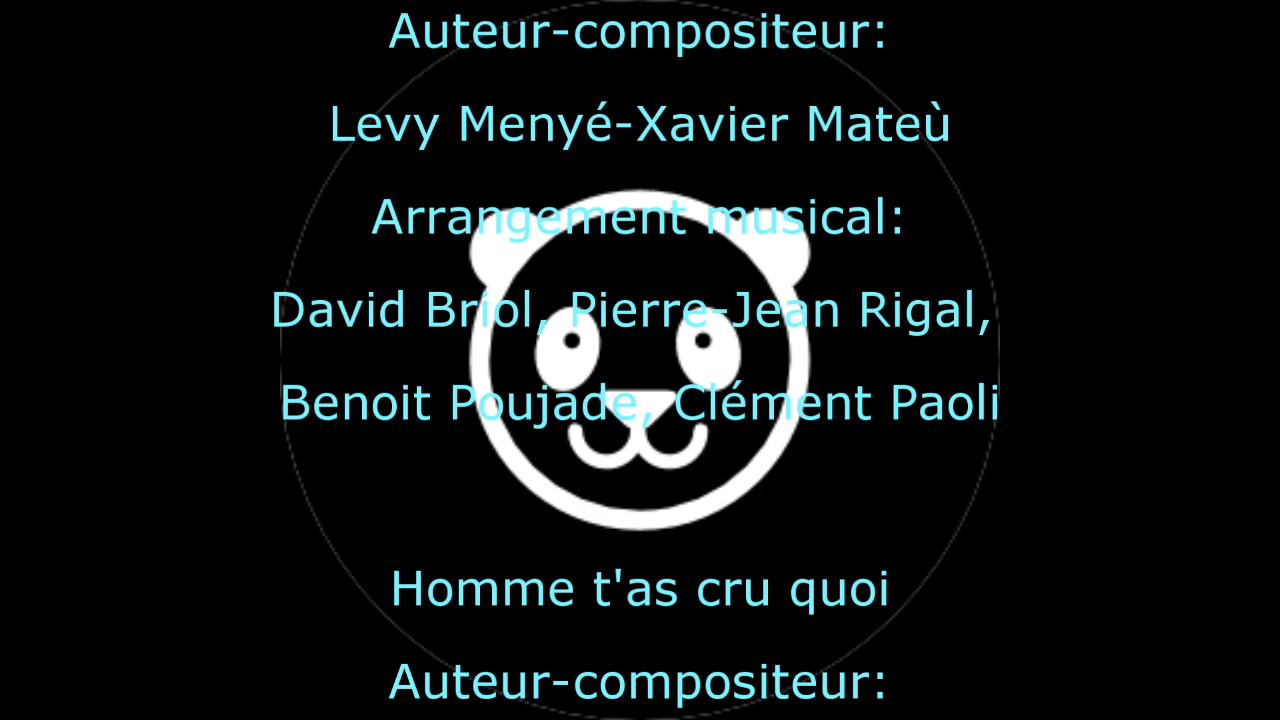 Auteur-compositeur:
Levy Menyé-Xavier Mateù
Arrangement musical:
David Briol, Pierre-Jean Rigal,
Benoit Poujade, Clément Paoli
Homme t'as cru quoi
Auteur-compositeur: